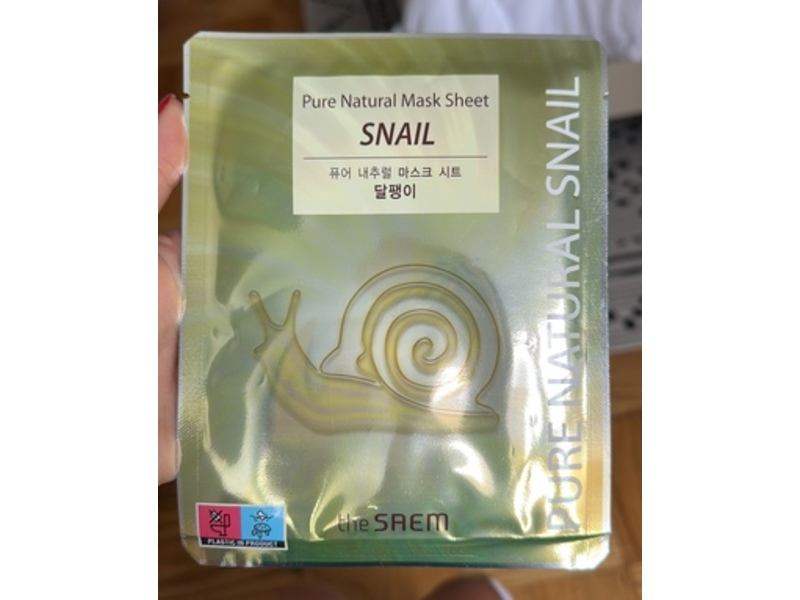 Pure Natural Mask Sheet
SNAIL
퓨어 내추럴 마스크 시트
달팽이
PURE NATURAL SNAIL
the SAEM
PLASTIC IN PRODUCT